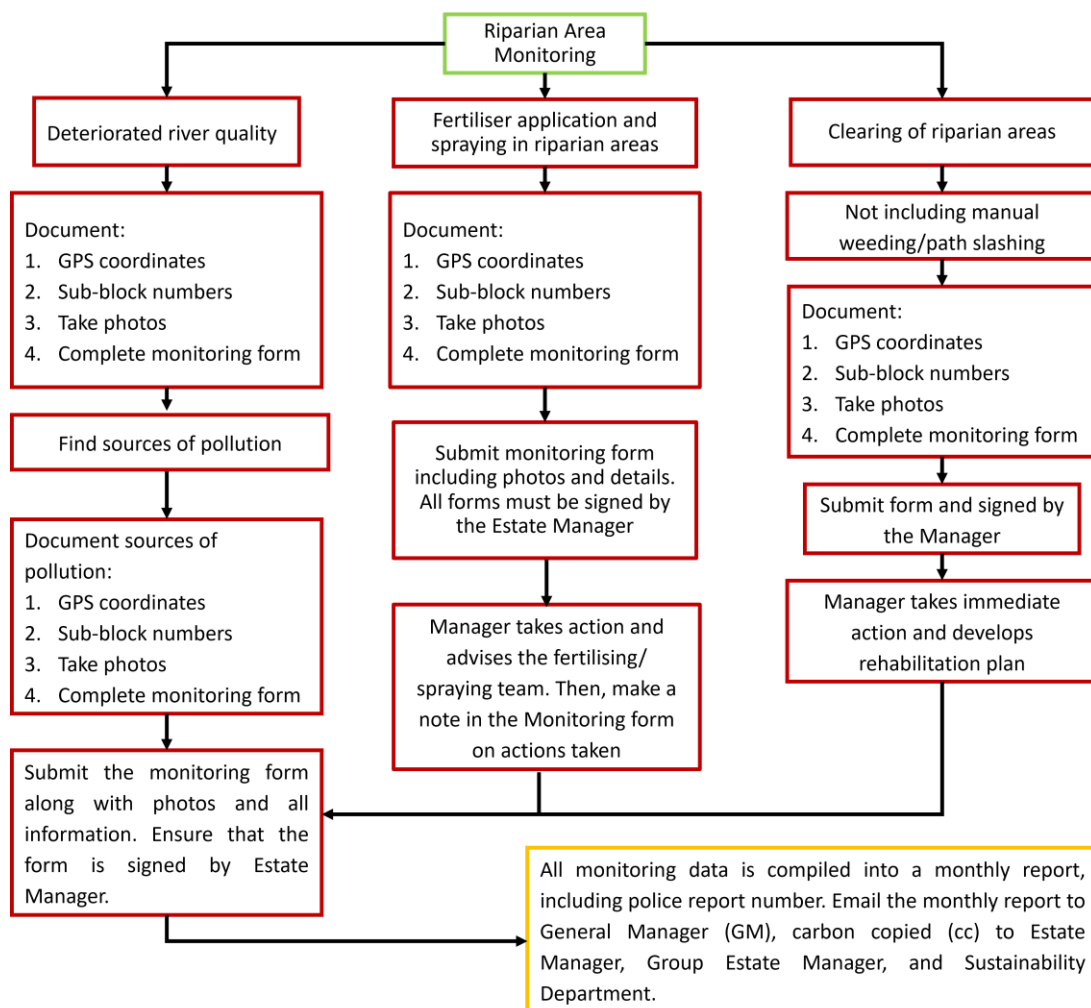 Riparian Area
Monitoring
Deteriorated river quality
Document:
1. GPS coordinates
2. Sub-block numbers
3. Take photos
4. Complete monitoring form
Find sources of pollution
Document sources of
pollution:
1. GPS coordinates
2. Sub-block numbers
3. Take photos
4. Complete monitoring form
Submit the monitoring form
along with photos and all
information. Ensure that the
form is signed by Estate
Manager.
Fertiliser application and
spraying in riparian areas
Document:
1. GPS coordinates
2. Sub-block numbers
3. Take photos
4. Complete monitoring form
Submit monitoring form
including photos and details.
All forms must be signed by
the Estate Manager
Manager takes action and
advises the fertilising/
spraying team. Then, make a
note in the Monitoring form
on actions taken
Clearing of riparian areas
Not including manual
weeding/path slashing
Document:
1. GPS coordinates
2. Sub-block numbers
3. Take photos
4. Complete monitoring form
Submit form and signed by
the Manager
Manager takes immediate
action and develops
rehabilitation plan
All monitoring data is compiled into a monthly report,
including police report number. Email the monthly report to
General Manager (GM), carbon copied (cc) to Estate
Manager, Group Estate Manager, and Sustainability
Department.